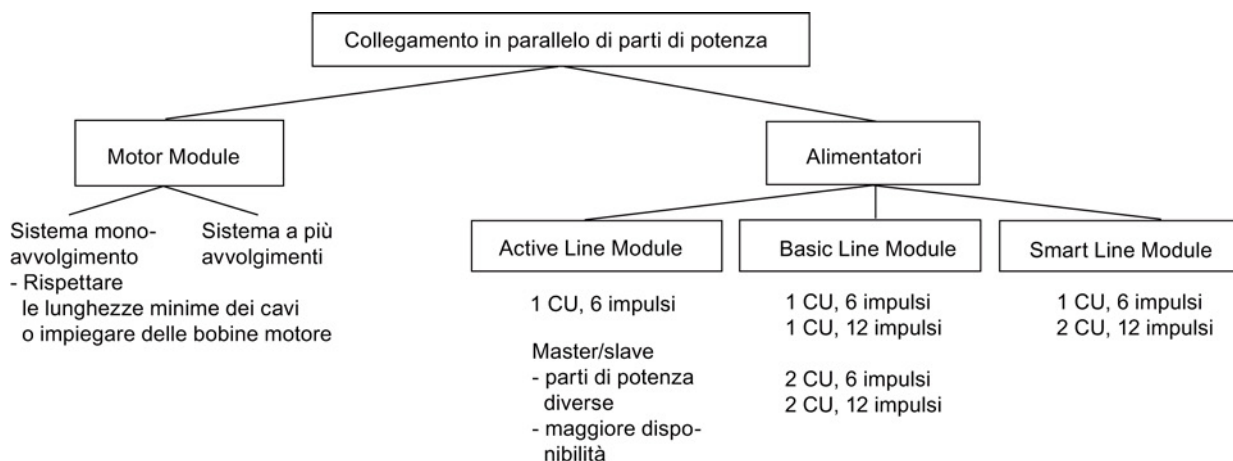 Collegamento in parallelo di parti di potenza
Motor Module
Alimentatori
Sistema mono-
avvolgimento
- Rispettare
le lunghezze minime dei cavi
o impiegare delle bobine motore
Sistema a più
avvolgimenti
Active Line Module
1 CU, 6 impulsi
Master/slave
- parti di potenza
diverse
- maggiore dispo-
nibilità
Basic Line Module
1 CU, 6 impulsi
1 CU, 12 impulsi
2 CU, 6 impulsi
2 CU, 12 impulsi
Smart Line Module
1 CU, 6 impulsi
2 CU, 12 impulsi